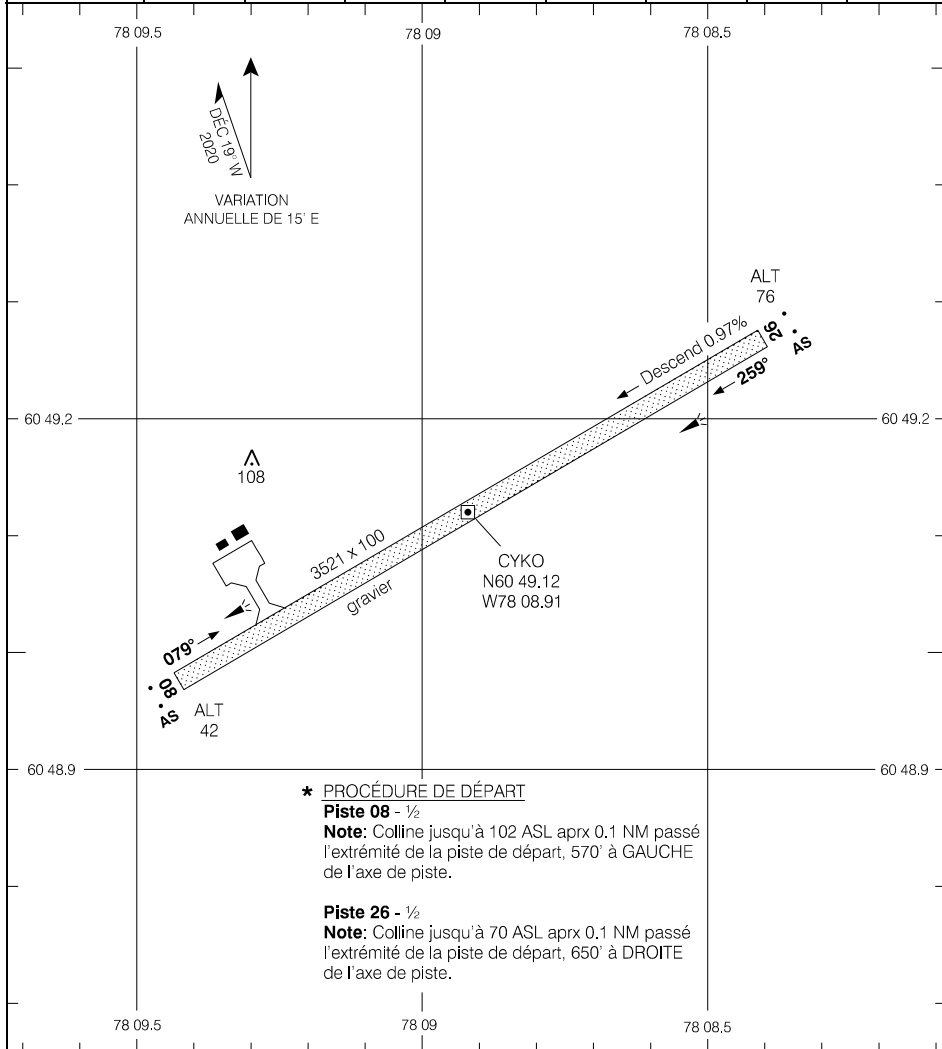 78 09.5
78 09
78 08.5
DÉC 19° W
2020
VARIATION
ANNUELLE DE 15' E
ALT
76
26
AS
Descend 0.97%
259°
60 49.2
60 49.2
108
3521 x 100
gravier
CYKO
N60 49.12
W78 08.91
079°
08
AS
ALT
42
60 48.9
60 48.9
* PROCÉDURE DE DÉPART
Piste 08 - ½
Note: Colline jusqu'à 102 ASL aprx 0.1 NM passé
l'extrémité de la piste de départ, 570' à GAUCHE
de l'axe de piste.
Piste 26 - ½
Note: Colline jusqu'à 70 ASL aprx 0.1 NM passé
l'extrémité de la piste de départ, 650' à DROITE
de l'axe de piste.
78 09.5
78 09
78 08.5